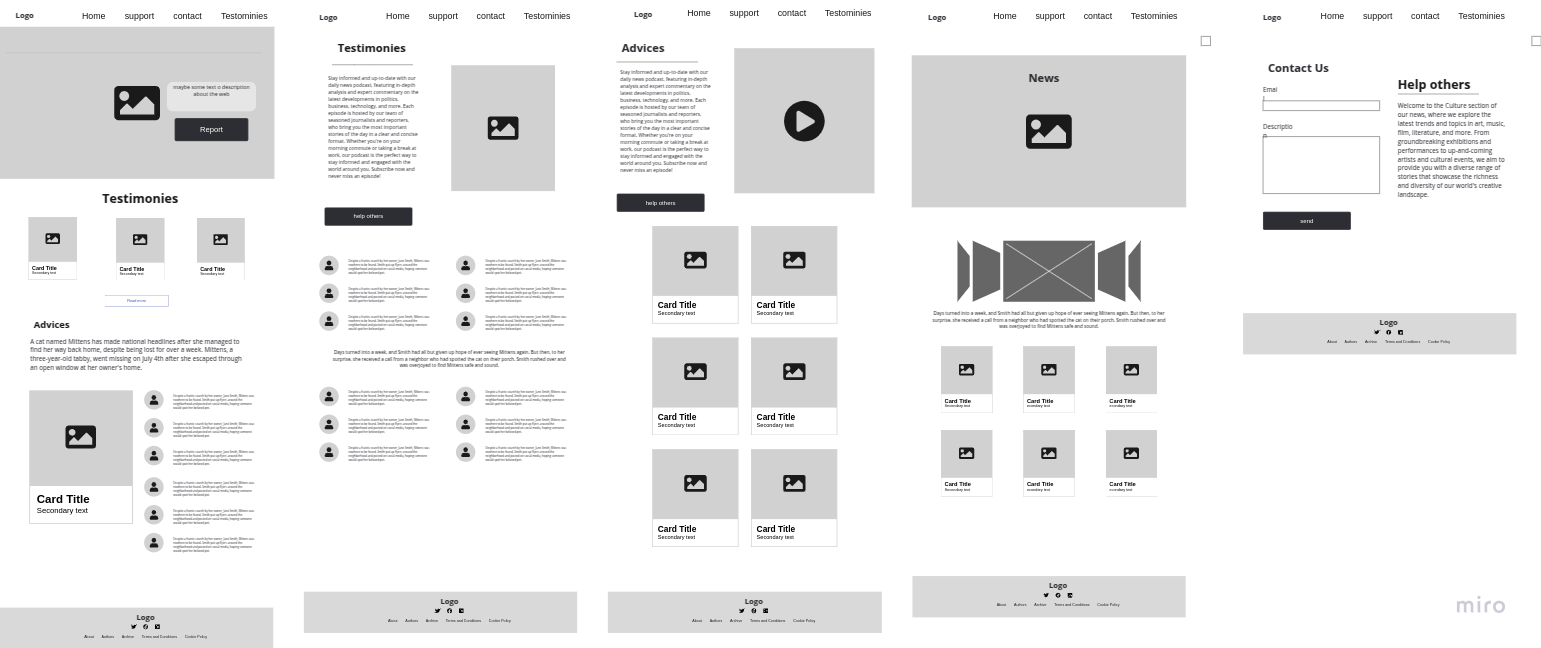 Logo
Home support contact Testominies
maybe some text o description
about the web
Report
Testimonies
Card Title
Secondary text
Card Title
Secondary text
Card Title
Secondary text
Read more
Advices
A cat named Mittens has made national headlines after she managed to
find her way back home, despite being lost for over a week. Mittens, a
three-year-old tabby, went missing on July 4th after she escaped through
an open window at her owner's home.
Card Title
Secondary text
Logo
About Authors Archive Terms and Conditions Cookie Policy
Logo
Home support contact Testominies
Testimonies
Stay informed and up-to-date with our
daily news podcast, featuring in-depth
analysis and expert commentary on the
latest developments in politics,
business, technology, and more. Each
episode is hosted by our team of
seasoned journalists and reporters,
who bring you the most important
stories of the day in a clear and concise
format. Whether you're on your
morning commute or taking a break at
work, our podcast is the perfect way to
stay informed and engaged with the
world around you. Subscribe now and
never miss an episode!
help others
Days turned into a week, and Smith had all but given up hope of ever seeing Mittens again. But then, to her
surprise, she received a call from a neighbor who had spotted the cat on their porch. Smith rushed over and
was overjoyed to find Mittens safe and sound.
Logo
About Authors Archive Terms and Conditions Cookie Policy
Logo
Home support contact Testominies
Advices
Stay informed and up-to-date with our
daily news podcast, featuring in-depth
analysis and expert commentary on the
latest developments in politics,
business, technology, and more. Each
episode is hosted by our team of
seasoned journalists and reporters,
who bring you the most important
stories of the day in a clear and concise
format. Whether you're on your
morning commute or taking a break at
work, our podcast is the perfect way to
stay informed and engaged with the
world around you. Subscribe now and
never miss an episode!
help others
Card Title
Secondary text
Card Title
Secondary text
Card Title
Secondary text
Card Title
Secondary text
Card Title
Secondary text
Card Title
Secondary text
Logo
About Authors Archive Terms and Conditions Cookie Policy
Logo
Home support contact Testominies
News
Days turned into a week, and Smith had all but given up hope of ever seeing Mittens again. But then, to her
surprise, she received a call from a neighbor who had spotted the cat on their porch. Smith rushed over and
was overjoyed to find Mittens safe and sound.
Card Title
Secondary text
Card Title
econdary text
Card Title
econdary text
Card Title
Secondary text
Card Title
econdary text
Card Title
econdary text
Logo
About Authors Archive Terms and Conditions Cookie Policy
Logo
Home support contact Testominies
Contact Us
Emai
l
Descriptio
n
send
Help others
Welcome to the Culture section of
our news, where we explore the
latest trends and topics in art, music,
film, literature, and more. From
groundbreaking exhibitions and
performances to up-and-coming
artists and cultural events, we aim to
provide you with a diverse range of
stories that showcase the richness
and diversity of our world's creative
landscape.
Logo
About Authors Archive Terms and Conditions Cookie Policy
miro